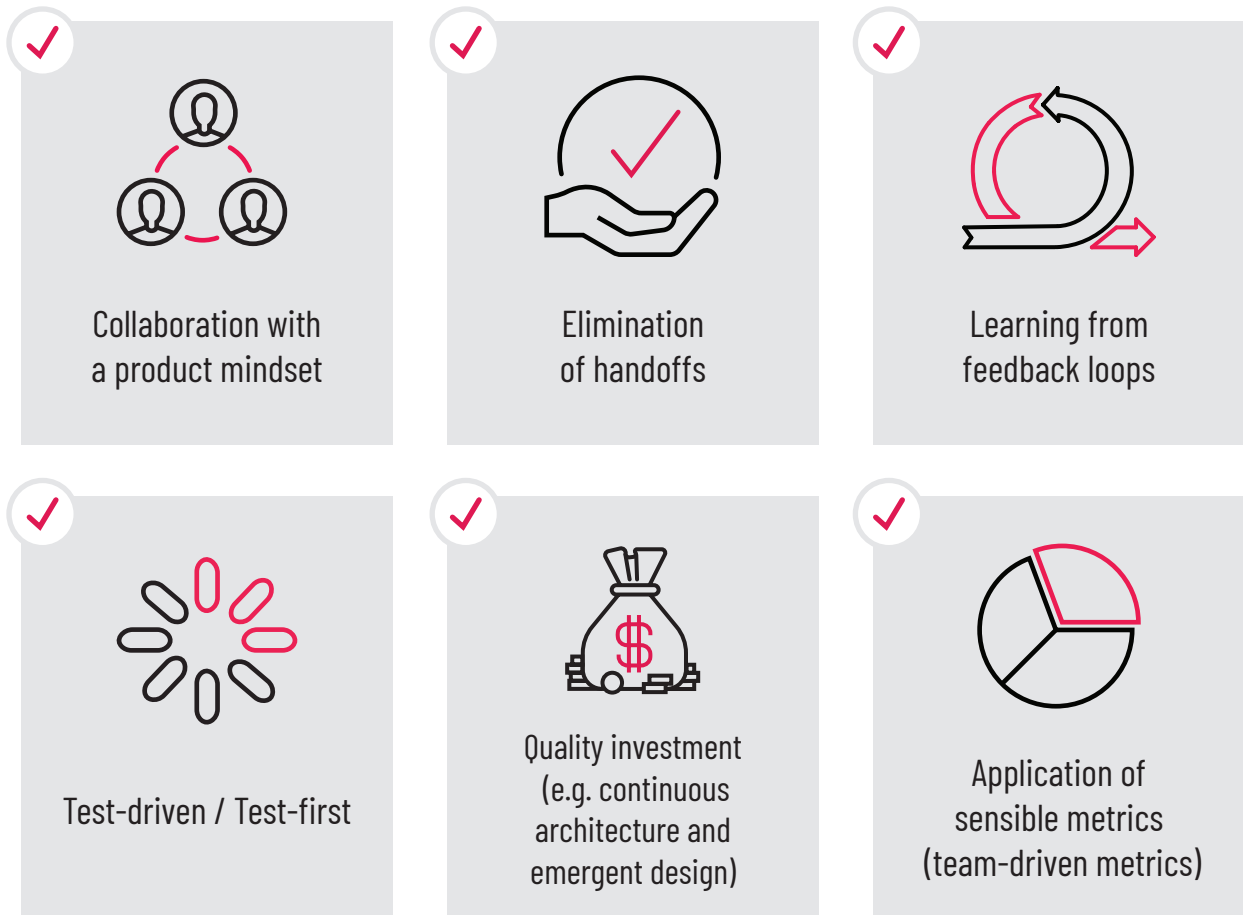 Collaboration with
a product mindset
Elimination
of handoffs
Learning from
feedback loops
Test-driven / Test-first
$
Quality investment
(e.g. continuous
architecture and
emergent design)
Application of
sensible metrics
(team-driven metrics)